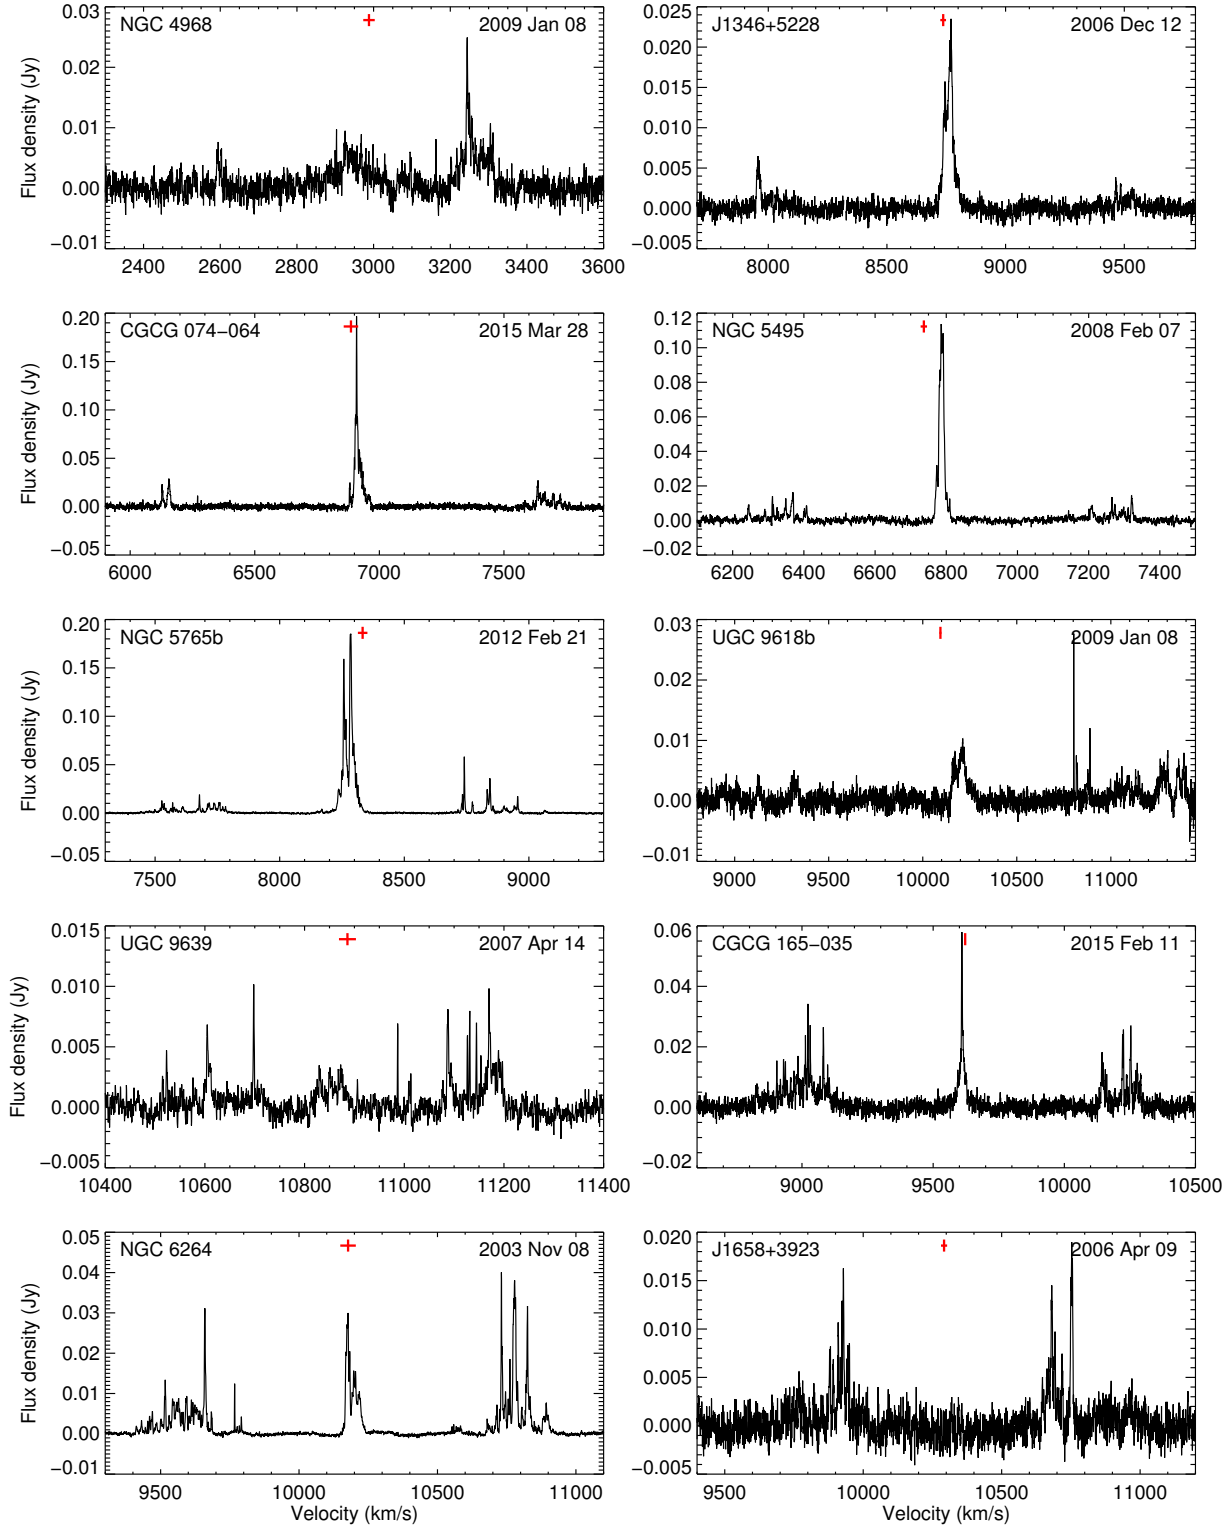 NGC 4968 2009 Jan 08
Flux density (Jy)
0.03
0.02
0.01
0.00
−0.01
2400 2600 2800 3000 3200 3400 3600
J1346+5228 2006 Dec 12
0.025
0.020
0.015
0.010
0.005
0.000
−0.005
8000 8500 9000 9500
CGCG 074−064 2015 Mar 28
Flux density (Jy)
0.20
0.15
0.10
0.05
0.00
−0.05
6000 6500 7000 7500
NGC 5495 2008 Feb 07
0.12
0.10
0.08
0.06
0.04
0.02
0.00
−0.02
6200 6400 6600 6800 7000 7200 7400
NGC 5765b 2012 Feb 21
Flux density (Jy)
0.20
0.15
0.10
0.05
0.00
−0.05
7500 8000 8500 9000
UGC 9618b 2009 Jan 08
0.03
0.02
0.01
0.00
−0.01
9000 9500 10000 10500 11000
UGC 9639 2007 Apr 14
Flux density (Jy)
0.015
0.010
0.005
0.000
−0.005
10400 10600 10800 11000 11200 11400
CGCG 165−035 2015 Feb 11
0.06
0.04
0.02
0.00
−0.02
9000 9500 10000 10500
NGC 6264 2003 Nov 08
Flux density (Jy)
0.05
0.04
0.03
0.02
0.01
0.00
−0.01
9500 10000 10500 11000
Velocity (km/s)
J1658+3923 2006 Apr 09
0.020
0.015
0.010
0.005
0.000
−0.005
9500 10000 10500 11000
Velocity (km/s)